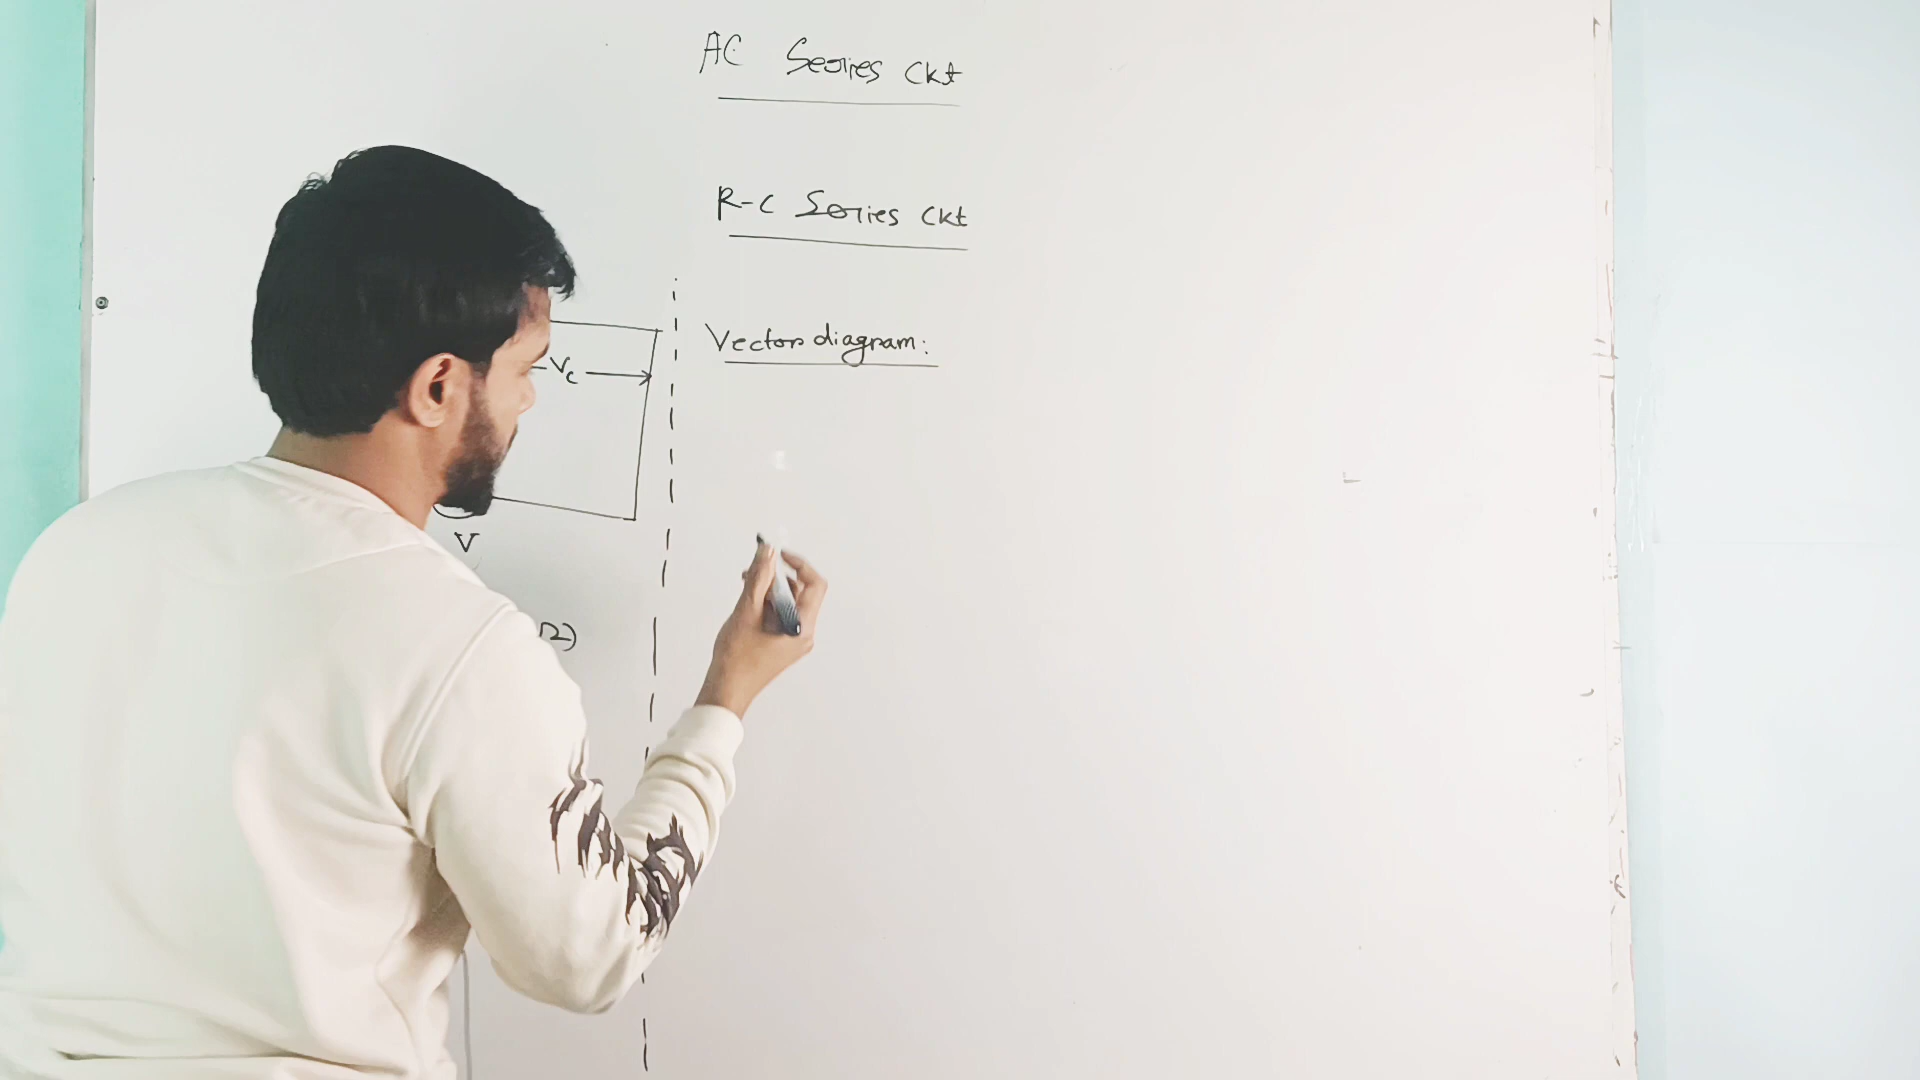 AC Series Ckt
R-C Series Ckt
Vector diagram:
Vc
V
Ω)